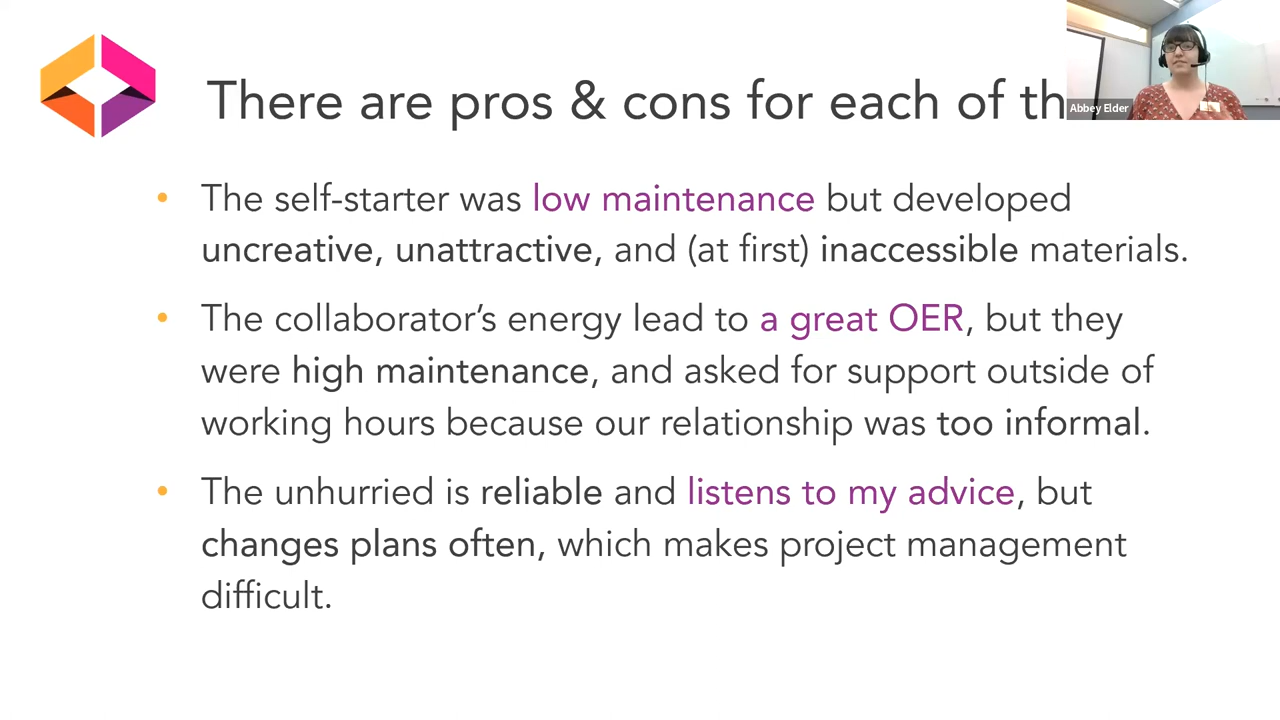 There are pros & cons for each of th
Abbey Elder
• The self-starter was low maintenance but developed
uncreative, unattractive, and (at first) inaccessible materials.
• The collaborator’s energy lead to a great OER, but they
were high maintenance, and asked for support outside of
working hours because our relationship was too informal.
• The unhurried is reliable and listens to my advice, but
changes plans often, which makes project management
difficult.